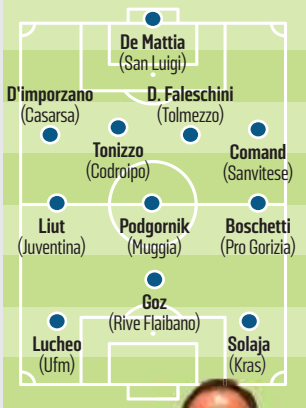 De Mattia
(San Luigi)
D'imporzano
(Casarsa)
D. Faleschini
(Tolmezzo)
Tonizzo
(Codroipo)
Comand
(Sanvitese)
Liut
(Juventina)
Podgornik
(Muggia)
Boschetti
(Pro Gorizia)
Goz
(Rive Flaibano)
Lucheo
(Ufm)
Solaja
(Kras)